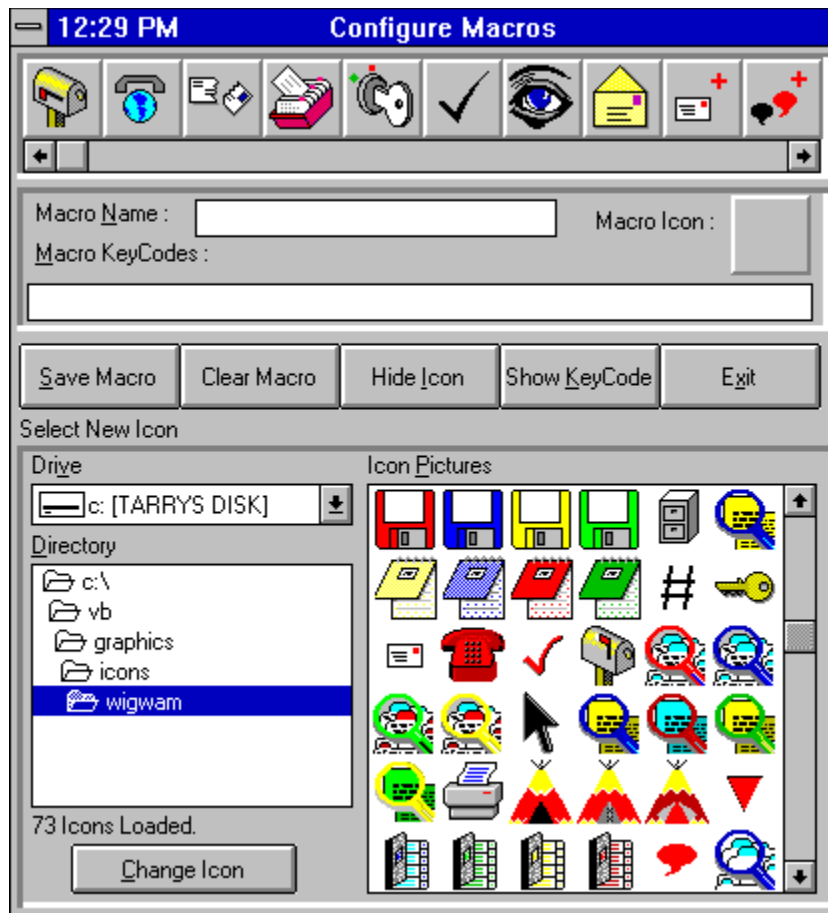 12:29 PM Configure Macros
Macro Name :
Macro Icon :
Macro KeyCodes :
Save Macro
Clear Macro
Hide Icon
Show KeyCode
Exit
Select New Icon
Drive
c: [TARRYS DISK]
Directory
c:\
vb
graphics
icons
wigwam
73 Icons Loaded.
Change Icon
Icon Pictures
#